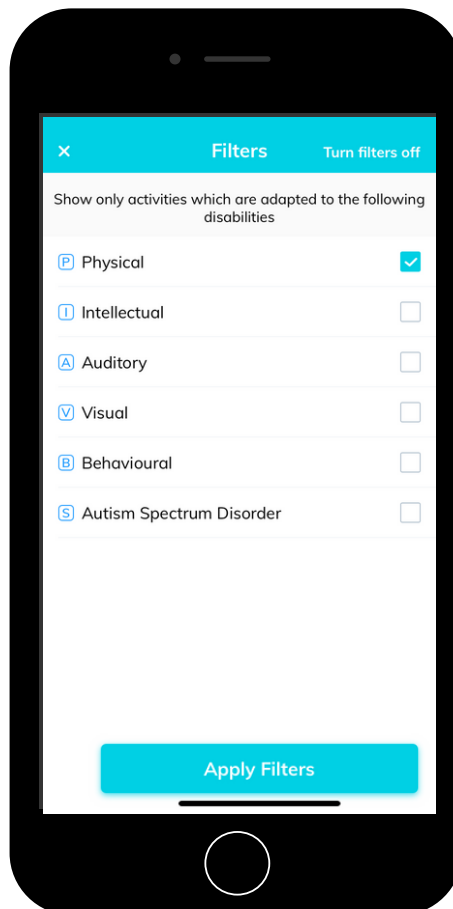 × Filters Turn filters off
Show only activities which are adapted to the following
disabilities
P Physical
I Intellectual
A Auditory
V Visual
B Behavioural
S Autism Spectrum Disorder
Apply Filters